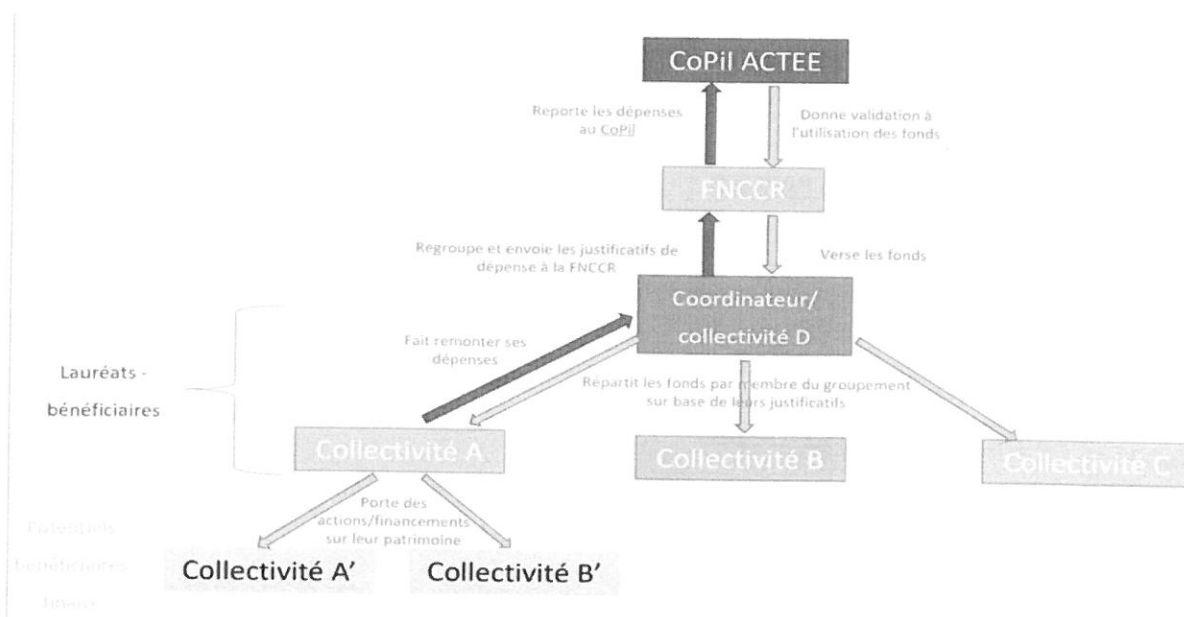 CoPil ACTEE
Reporte les dépenses
au CoPil
Donne validation à
l'utilisation des fonds
FNCCR
Regroupe et envoie les justificatifs de
dépense à la FNCCR
Verse les fonds
Coordinateur/
collectivité D
Fait remonter ses
dépenses
Lauréats -
bénéficiaires
Répartit les fonds par membre du groupement
sur base de leurs justificatifs
Collectivité A
Collectivité B
Collectivité C
Porte des
actions/financements
sur leur patrimoine
Potentiels
bénéficiaires
finaux
Collectivité A'
Collectivité B'